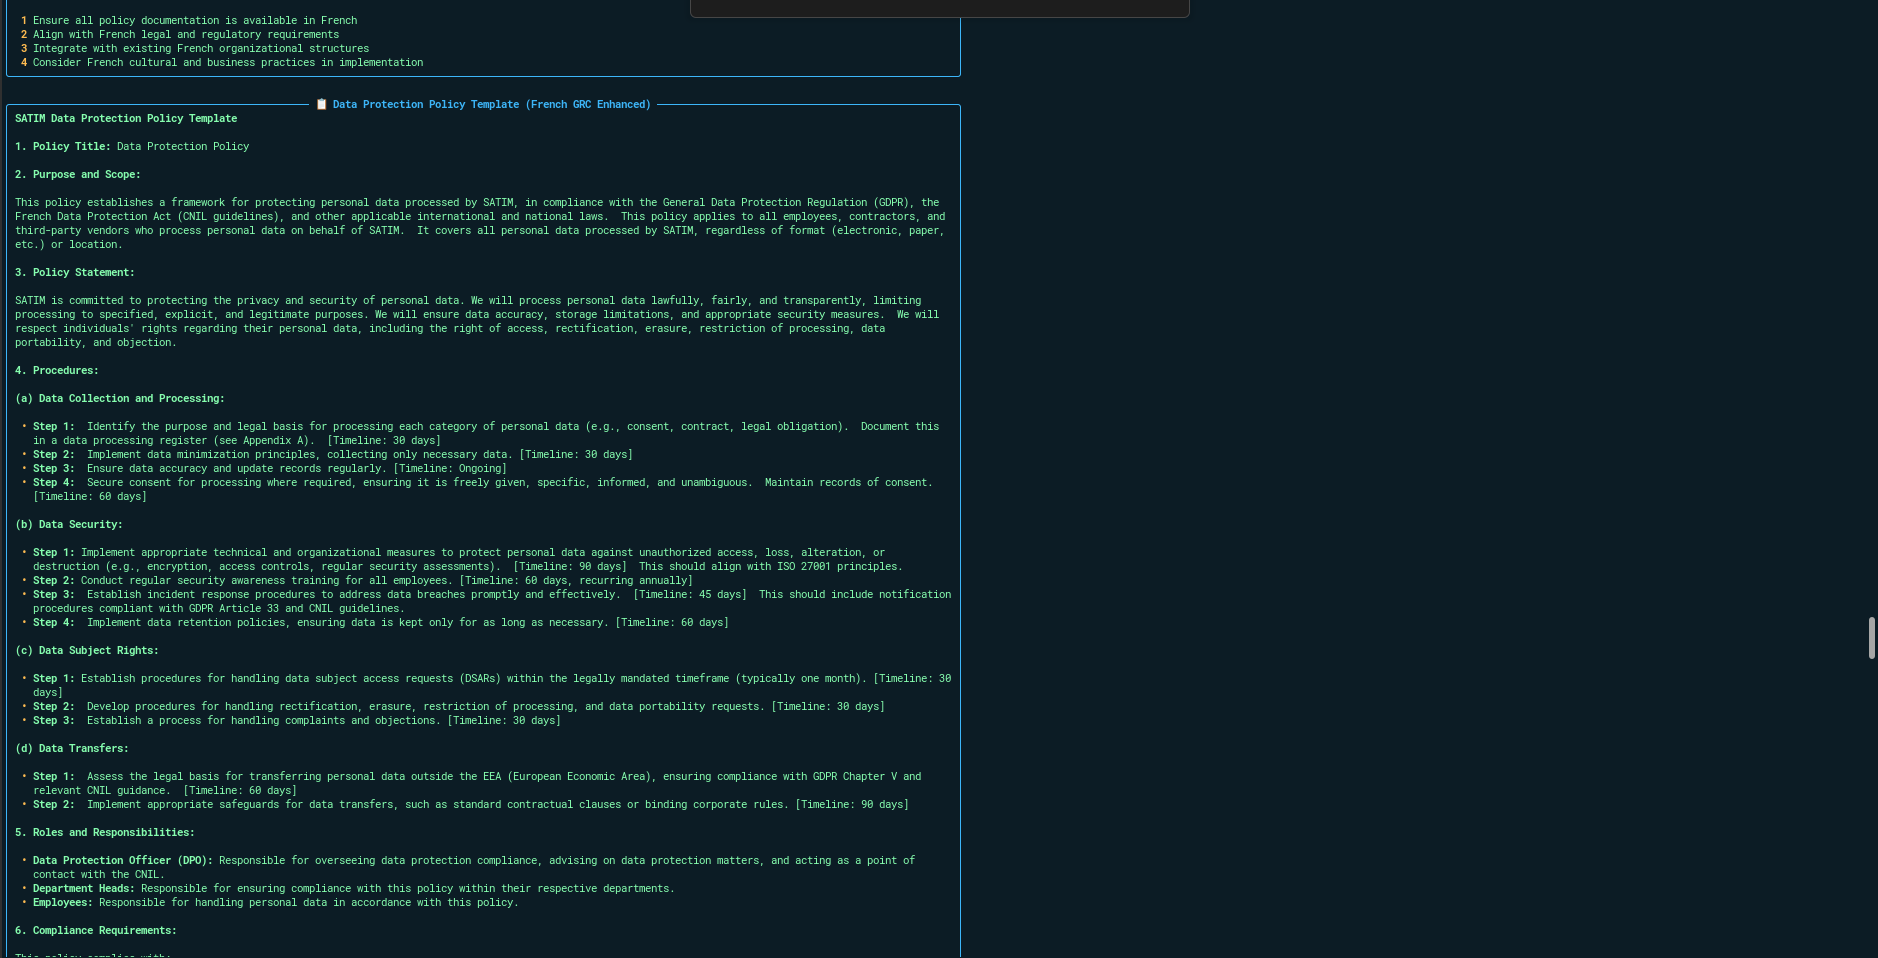 1 Ensure all policy documentation is available in French
2 Align with French legal and regulatory requirements
3 Integrate with existing French organizational structures
4 Consider French cultural and business practices in implementation
📋 Data Protection Policy Template (French GRC Enhanced)
SATIM Data Protection Policy Template
1. Policy Title: Data Protection Policy
2. Purpose and Scope:
This policy establishes a framework for protecting personal data processed by SATIM, in compliance with the General Data Protection Regulation (GDPR), the
French Data Protection Act (CNIL guidelines), and other applicable international and national laws.  This policy applies to all employees, contractors, and
third-party vendors who process personal data on behalf of SATIM.  It covers all personal data processed by SATIM, regardless of format (electronic, paper,
etc.) or location.
3. Policy Statement:
SATIM is committed to protecting the privacy and security of personal data. We will process personal data lawfully, fairly, and transparently, limiting
processing to specified, explicit, and legitimate purposes. We will ensure data accuracy, storage limitations, and appropriate security measures.  We will
respect individuals' rights regarding their personal data, including the right of access, rectification, erasure, restriction of processing, data
portability, and objection.
4. Procedures:
(a) Data Collection and Processing:
• Step 1:  Identify the purpose and legal basis for processing each category of personal data (e.g., consent, contract, legal obligation).  Document this
in a data processing register (see Appendix A).  [Timeline: 30 days]
• Step 2:  Implement data minimization principles, collecting only necessary data. [Timeline: 30 days]
• Step 3:  Ensure data accuracy and update records regularly. [Timeline: Ongoing]
• Step 4:  Secure consent for processing where required, ensuring it is freely given, specific, informed, and unambiguous.  Maintain records of consent.
[Timeline: 60 days]
(b) Data Security:
• Step 1: Implement appropriate technical and organizational measures to protect personal data against unauthorized access, loss, alteration, or
destruction (e.g., encryption, access controls, regular security assessments).  [Timeline: 90 days]  This should align with ISO 27001 principles.
• Step 2: Conduct regular security awareness training for all employees. [Timeline: 60 days, recurring annually]
• Step 3:  Establish incident response procedures to address data breaches promptly and effectively.  [Timeline: 45 days]  This should include notification
procedures compliant with GDPR Article 33 and CNIL guidelines.
• Step 4:  Implement data retention policies, ensuring data is kept only for as long as necessary. [Timeline: 60 days]
(c) Data Subject Rights:
• Step 1: Establish procedures for handling data subject access requests (DSARs) within the legally mandated timeframe (typically one month). [Timeline: 30
days]
• Step 2:  Develop procedures for handling rectification, erasure, restriction of processing, and data portability requests. [Timeline: 30 days]
• Step 3:  Establish a process for handling complaints and objections. [Timeline: 30 days]
(d) Data Transfers:
• Step 1:  Assess the legal basis for transferring personal data outside the EEA (European Economic Area), ensuring compliance with GDPR Chapter V and
relevant CNIL guidance.  [Timeline: 60 days]
• Step 2:  Implement appropriate safeguards for data transfers, such as standard contractual clauses or binding corporate rules. [Timeline: 90 days]
5. Roles and Responsibilities:
• Data Protection Officer (DPO): Responsible for overseeing data protection compliance, advising on data protection matters, and acting as a point of
contact with the CNIL.
• Department Heads: Responsible for ensuring compliance with this policy within their respective departments.
• Employees: Responsible for handling personal data in accordance with this policy.
6. Compliance Requirements:
This policy complies with: